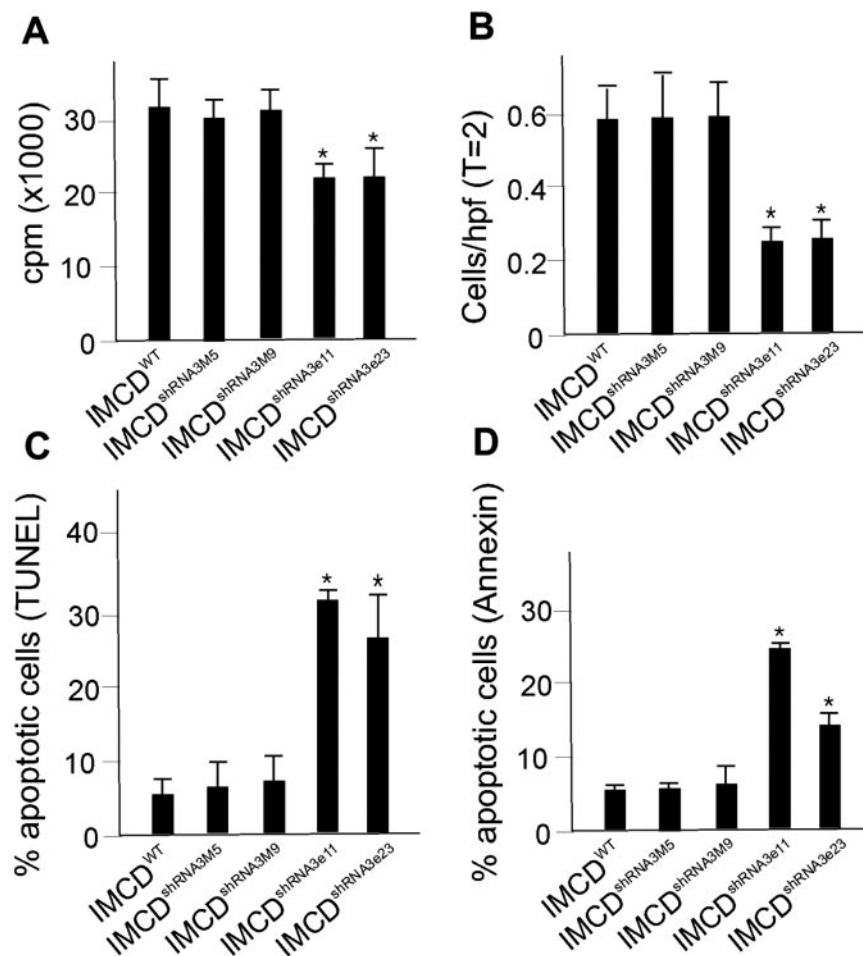 A
cpm (x1000)
30
20
10
0
* *
IMCD^WT
IMCD^shRNA3M5
IMCD^shRNA3M9
IMCD^shRNA3e11
IMCD^shRNA3e23
B
Cells/hpf (T=2)
0.6
0.4
0.2
0
* *
IMCD^WT
IMCD^shRNA3M5
IMCD^shRNA3M9
IMCD^shRNA3e11
IMCD^shRNA3e23
C
% apoptotic cells (TUNEL)
40
30
20
10
0
* *
IMCD^WT
IMCD^shRNA3M5
IMCD^shRNA3M9
IMCD^shRNA3e11
IMCD^shRNA3e23
D
% apoptotic cells (Annexin)
30
20
10
0
*
*
IMCD^WT
IMCD^shRNA3M5
IMCD^shRNA3M9
IMCD^shRNA3e11
IMCD^shRNA3e23